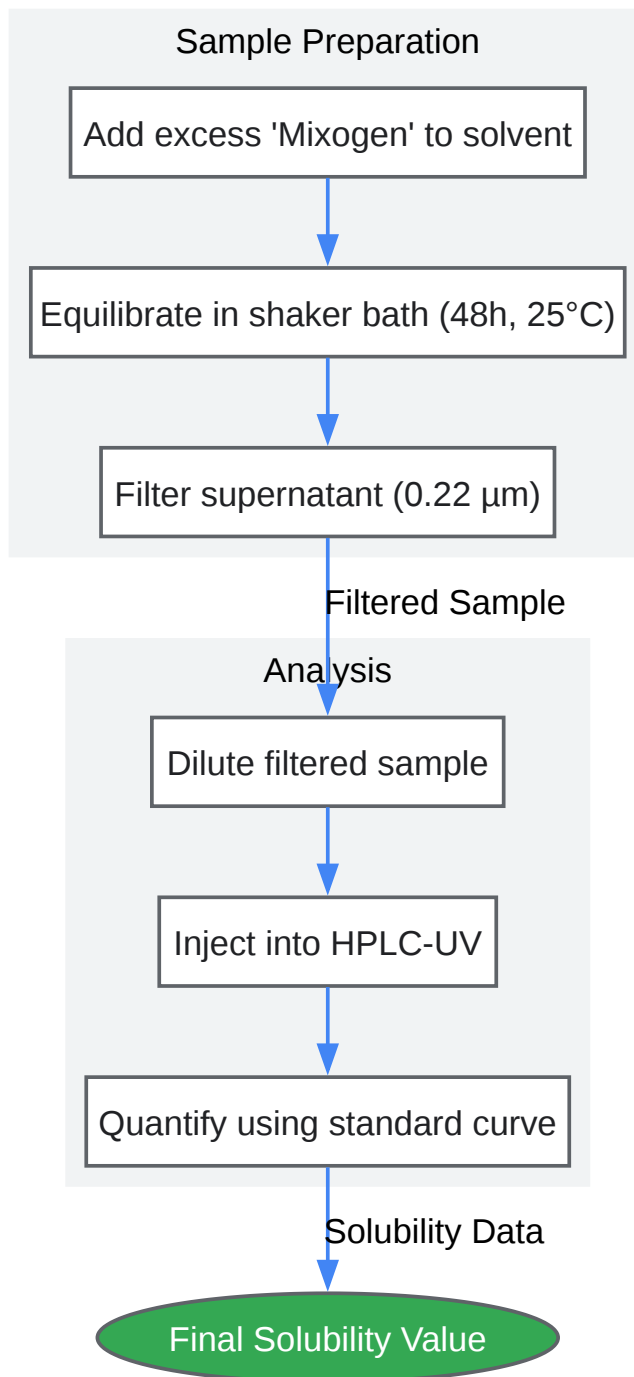 Sample Preparation
Add excess 'Mixogen' to solvent
Equilibrate in shaker bath (48h, 25°C)
Filter supernatant (0.22 µm)
Filtered Sample
Analysis
Dilute filtered sample
Inject into HPLC-UV
Quantify using standard curve
Solubility Data
Final Solubility Value